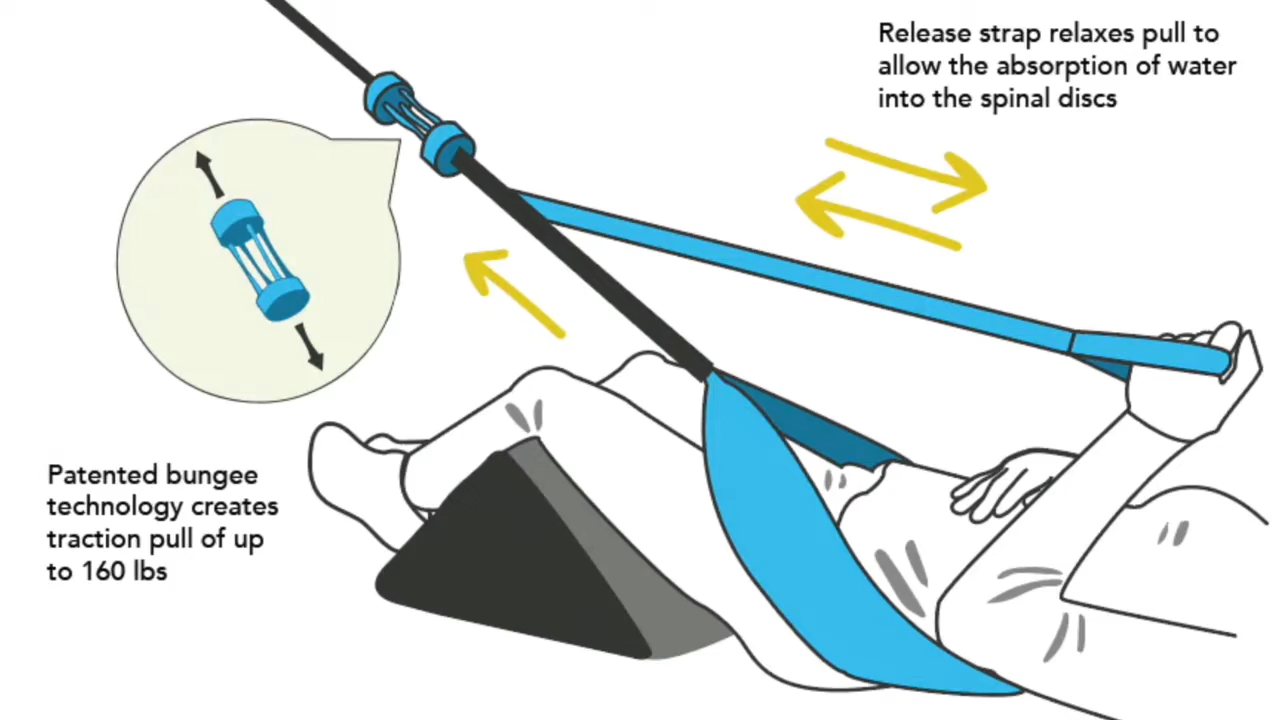 Release strap relaxes pull to
allow the absorption of water
into the spinal discs
Patented bungee
technology creates
traction pull of up
to 160 lbs